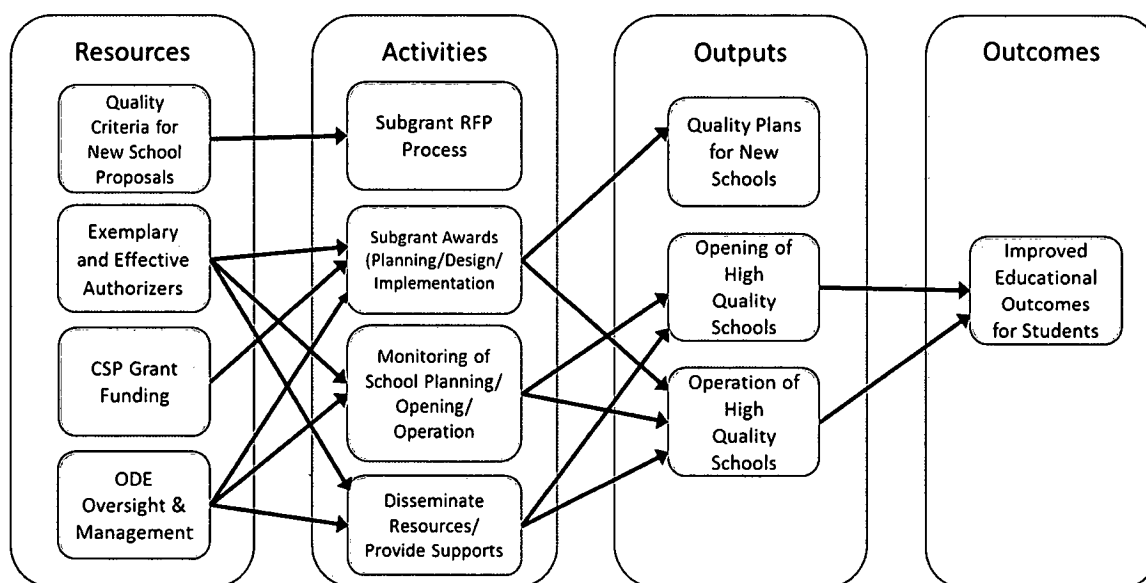 Resources
Quality
Criteria for
New School
Proposals
Exemplary
and Effective
Authorizers
CSP Grant
Funding
ODE
Oversight &
Management
Activities
Subgrant RFP
Process
Subgrant Awards
(Planning/Design/
Implementation
Monitoring of
School Planning/
Opening/
Operation
Disseminate
Resources/
Provide Supports
Outputs
Quality Plans
for New
Schools
Opening of
High
Quality
Schools
Operation of
High
Quality
Schools
Outcomes
Improved
Educational
Outcomes
for Students